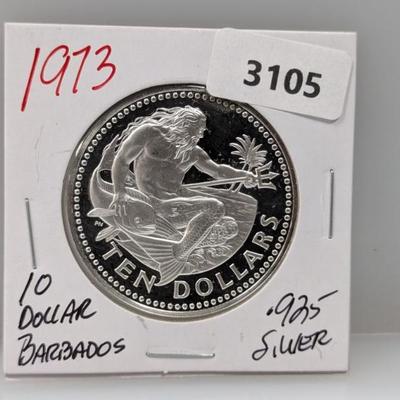 1973
3105
TEN DOLLARS
10
DOLLAR
BARBADOS
.925
SILVER